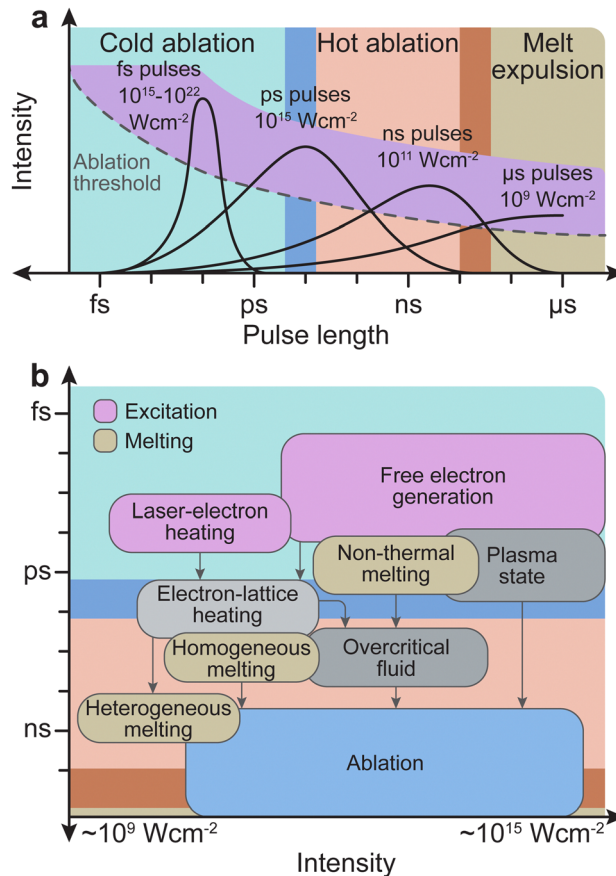 a
Cold ablation
Hot ablation
Melt
expulsion
fs pulses
10¹⁵-10²²
Wcm⁻²
ps pulses
10¹⁵ Wcm⁻²
ns pulses
10¹¹ Wcm⁻²
µs pulses
10⁹ Wcm⁻²
Ablation
threshold
Intensity
fs
ps
ns
µs
Pulse length
b
fs
Excitation
Melting
Free electron
generation
Laser-electron
heating
Non-thermal
melting
Plasma
state
ps
Electron-lattice
heating
Homogeneous
melting
Overcritical
fluid
Heterogeneous
melting
ns
Ablation
~10⁹ Wcm⁻²
~10¹⁵ Wcm⁻²
Intensity